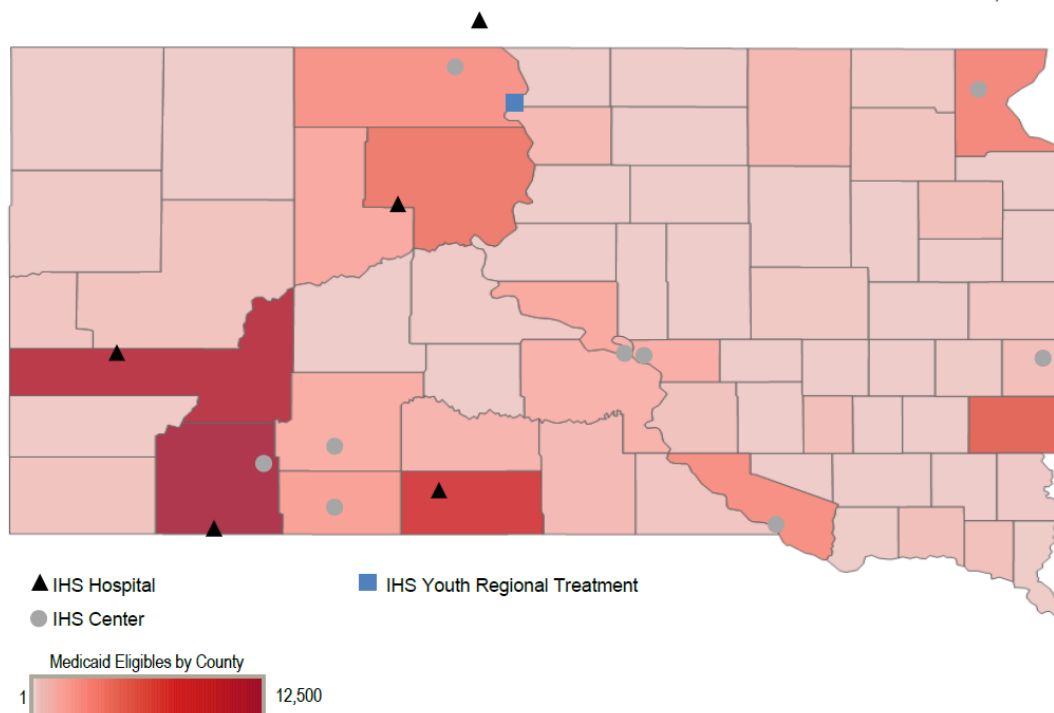 IHS Hospital
IHS Youth Regional Treatment
IHS Center
Medicaid Eligibles by County
1
12,500